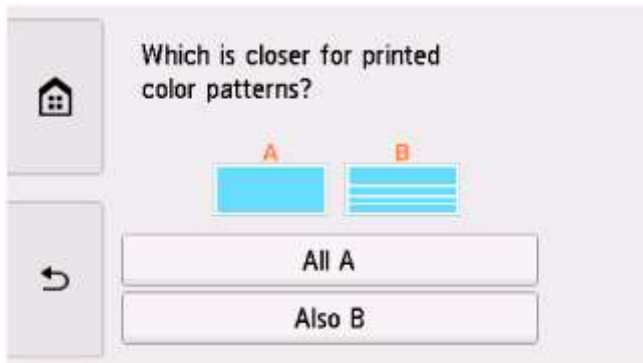 Which is closer for printed
color patterns?
A B
All A
Also B